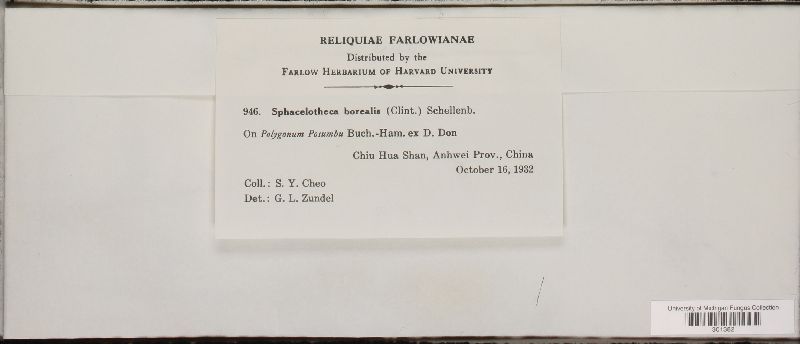 RELIQUIAE FARLOWIANAE
Distributed by the
FARLOW HERBARIUM OF HARVARD UNIVERSITY
946. Sphacelotheca borealis (Clint.) Schellenb.
On Polygonum Posumbu Buch.-Ham. ex D. Don
Chiu Hua Shan, Anhwei Prov., China
October 16, 1932
Coll.: S. Y. Cheo
Det.: G. L. Zundel
University of Michigan Fungus Collection